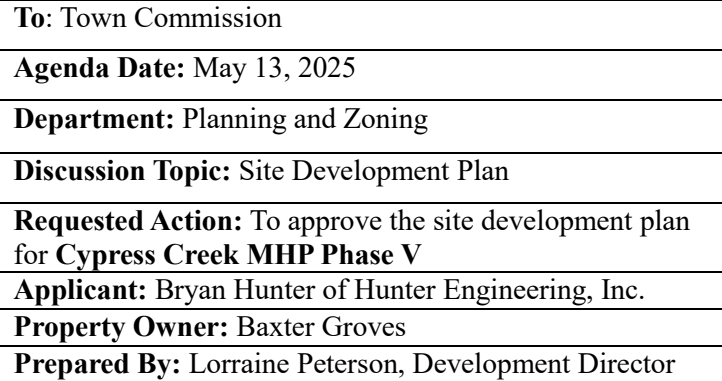 To: Town Commission
Agenda Date: May 13, 2025
Department: Planning and Zoning
Discussion Topic: Site Development Plan
Requested Action: To approve the site development plan
for Cypress Creek MHP Phase V
Applicant: Bryan Hunter of Hunter Engineering, Inc.
Property Owner: Baxter Groves
Prepared By: Lorraine Peterson, Development Director